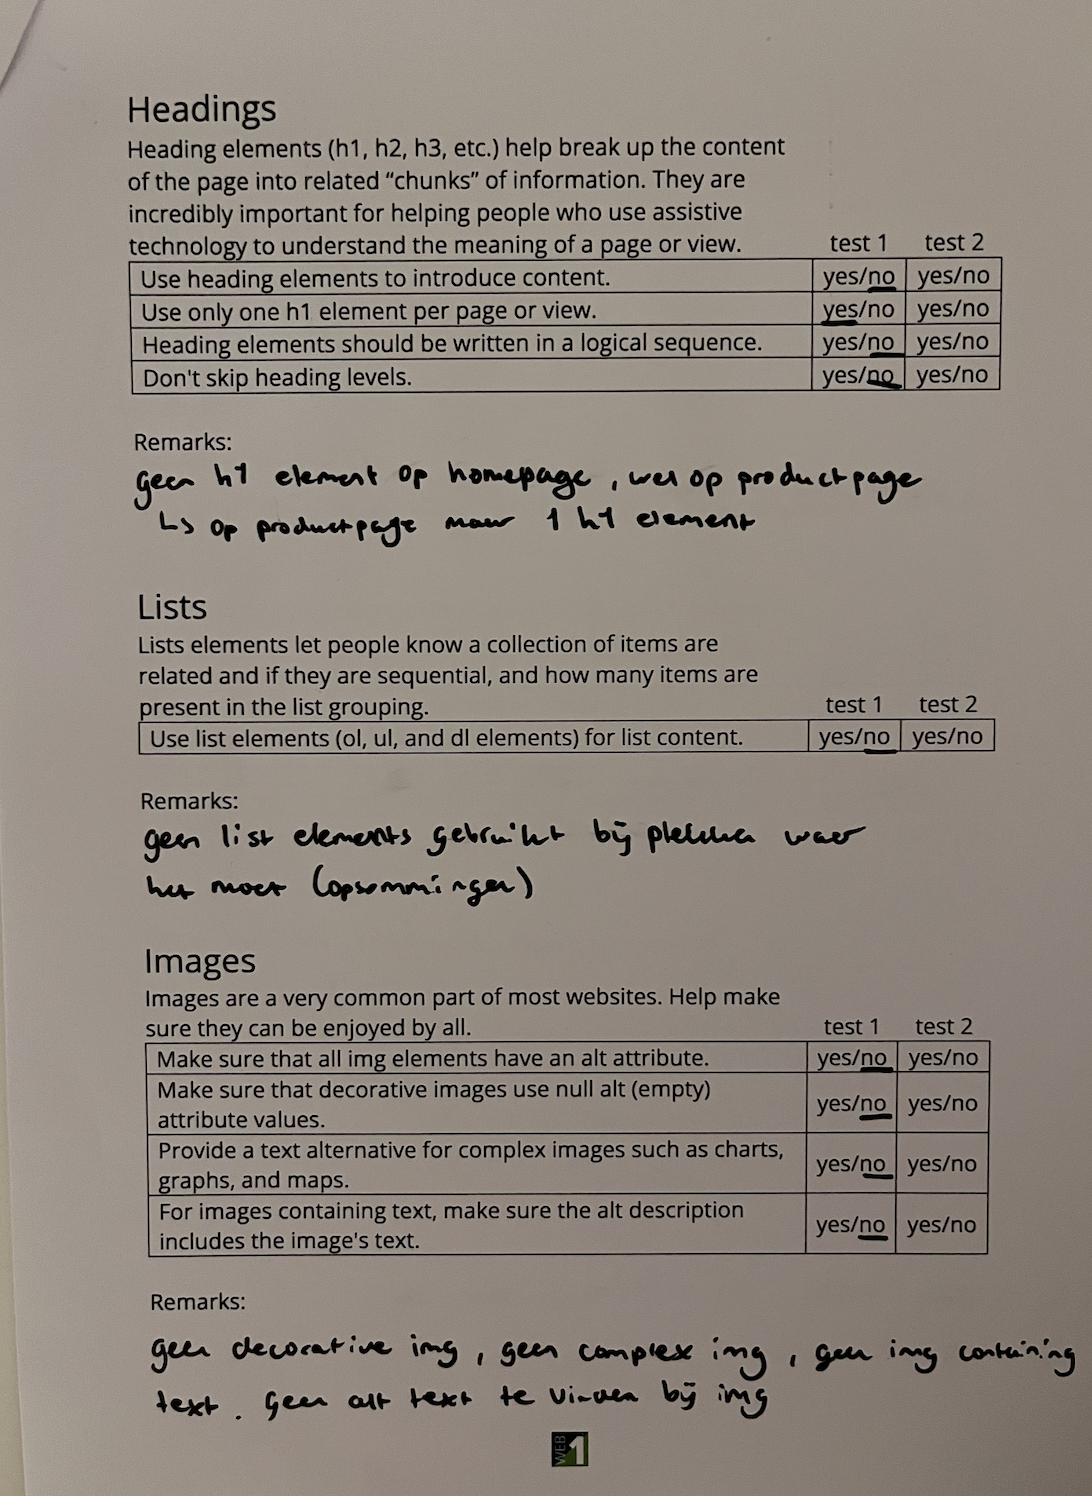 Headings
Heading elements (h1, h2, h3, etc.) help break up the content
of the page into related “chunks” of information. They are
incredibly important for helping people who use assistive
technology to understand the meaning of a page or view. test 1 test 2
Use heading elements to introduce content. yes/no yes/no
Use only one h1 element per page or view. yes/no yes/no
Heading elements should be written in a logical sequence. yes/no yes/no
Don't skip heading levels. yes/no yes/no
Remarks:
geen h1 element op homepage, wel op productpage
↳ op productpage maar 1 h1 element
Lists
Lists elements let people know a collection of items are
related and if they are sequential, and how many items are
present in the list grouping. test 1 test 2
Use list elements (ol, ul, and dl elements) for list content. yes/no yes/no
Remarks:
geen list elements gebruikt bij plekken waar
het moet (opsommingen)
Images
Images are a very common part of most websites. Help make
sure they can be enjoyed by all. test 1 test 2
Make sure that all img elements have an alt attribute. yes/no yes/no
Make sure that decorative images use null alt (empty)
attribute values. yes/no yes/no
Provide a text alternative for complex images such as charts,
graphs, and maps. yes/no yes/no
For images containing text, make sure the alt description
includes the image's text. yes/no yes/no
Remarks:
geen decorative img, geen complex img, geen img containing
text. Geen alt text te vinden bij img
WEB 1